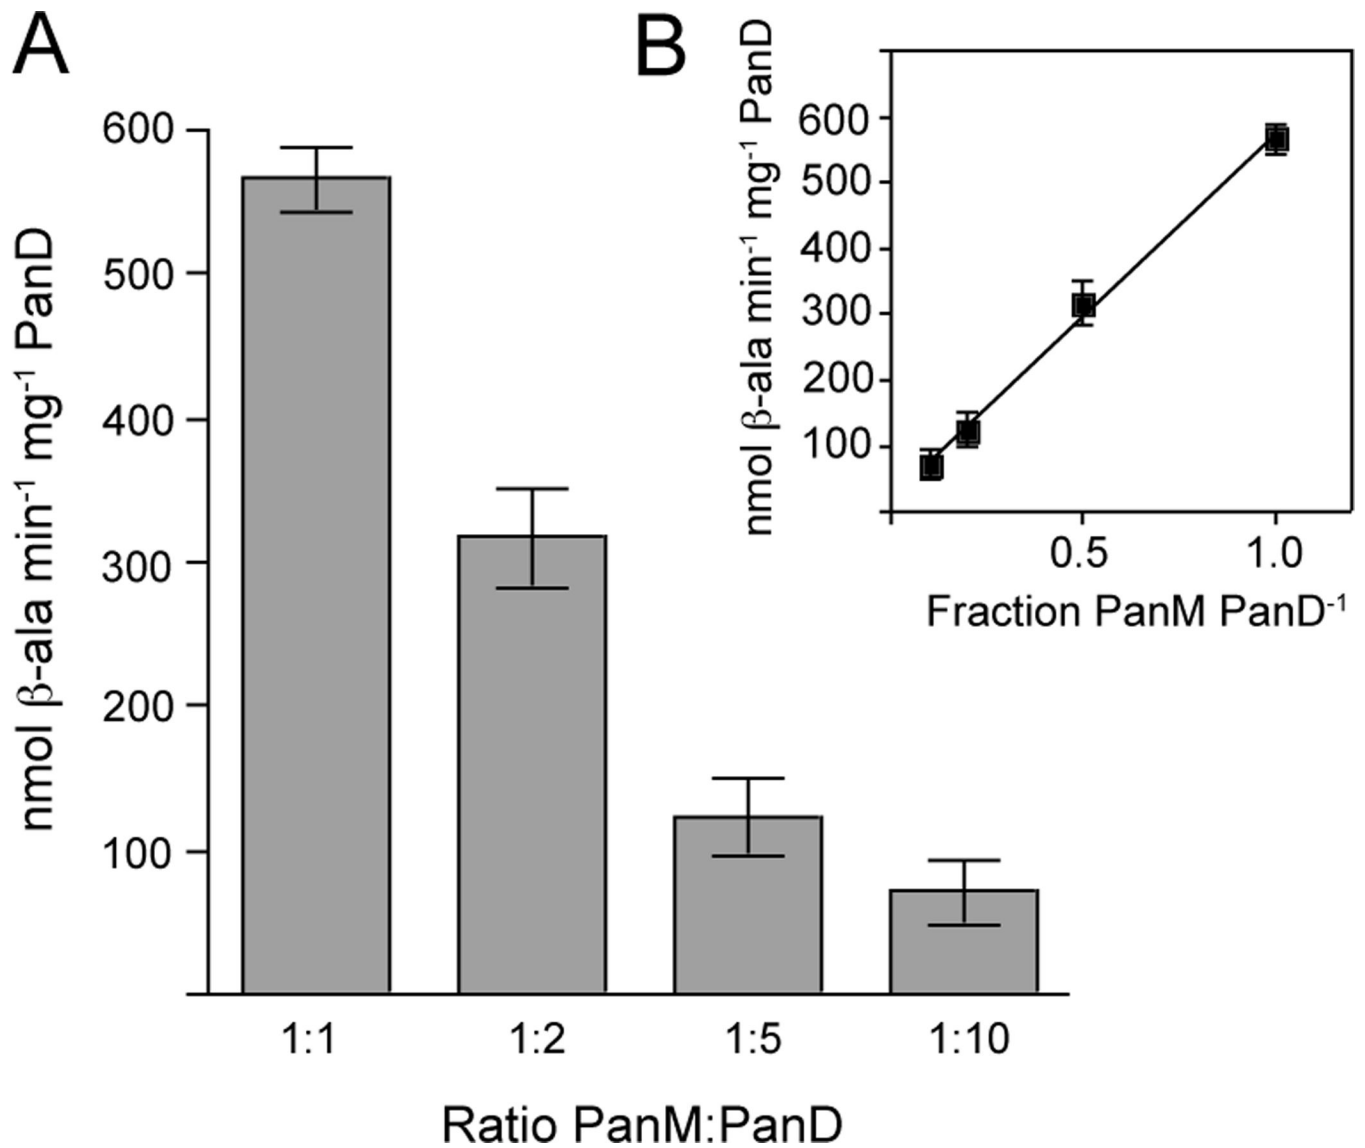 A
nmol β-ala min⁻¹ mg⁻¹ PanD
600
500
400
300
200
100
1:1 1:2 1:5 1:10
Ratio PanM:PanD
B
nmol β-ala min⁻¹ mg⁻¹ PanD
600
500
400
300
200
100
0.5 1.0
Fraction PanM PanD⁻¹